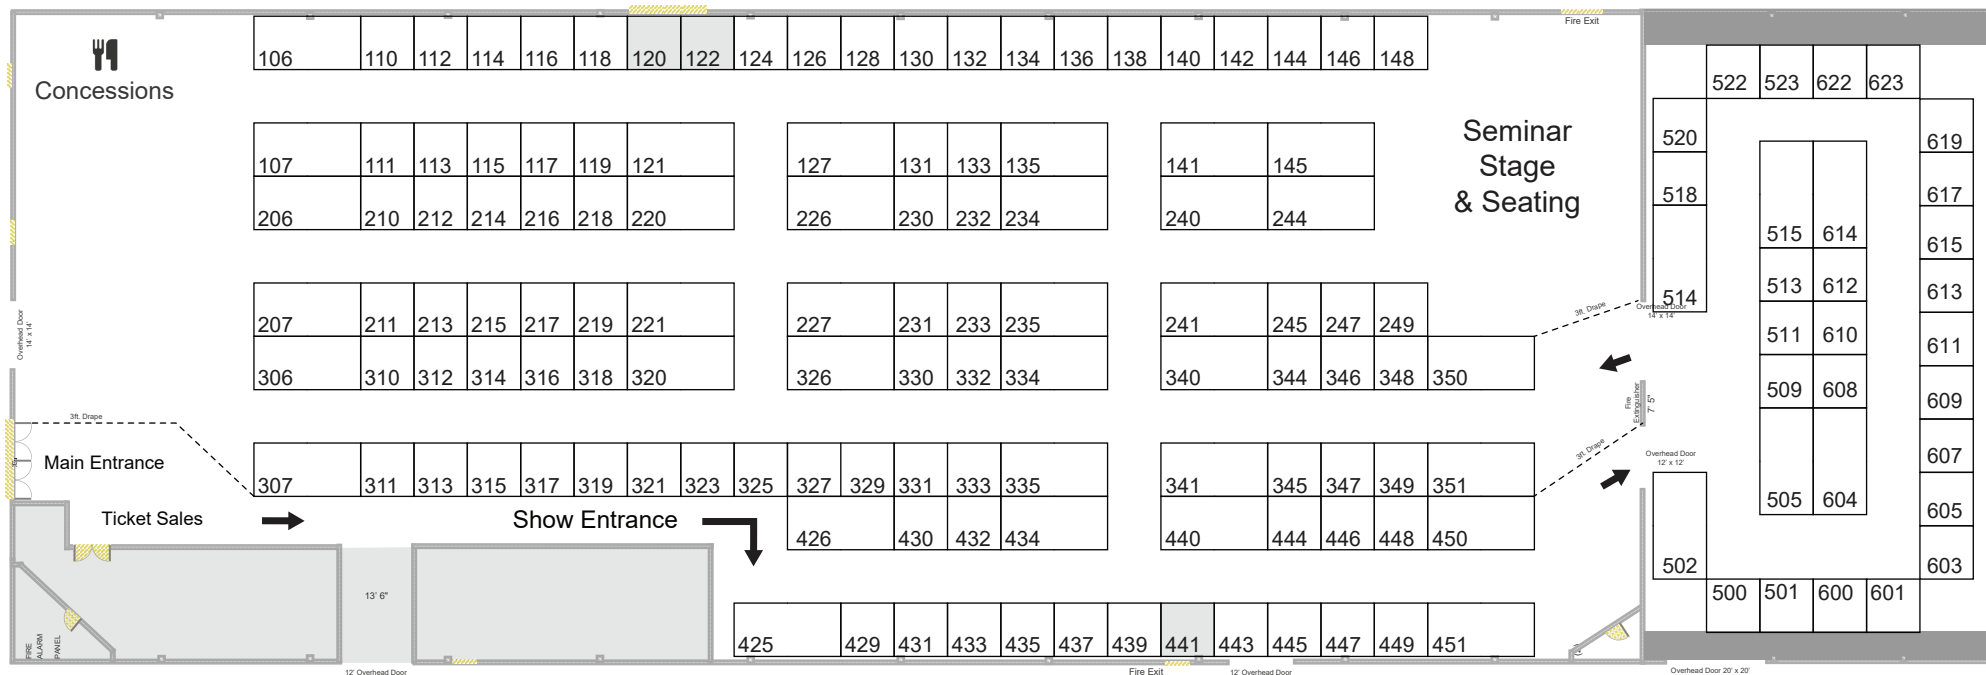 Fire Exit
106 110 112 114 116 118 120 122 124 126 128 130 132 134 136 138 140 142 144 146 148
Concessions
522 523 622 623
107 111 113 115 117 119 121 127 131 133 135 141 145
Seminar
Stage
& Seating
520 619
206 210 212 214 216 218 220 226 230 232 234 240 244
518 617
515 614 615
513 612 613
514
Overhead Door
14' x 14'
3ft. Drape
Overhead Door
14' x 14'
207 211 213 215 217 219 221 227 231 233 235 241 245 247 249
511 610 611
306 310 312 314 316 318 320 326 330 332 334 340 344 346 348 350
509 608 609
Fire
Extinguisher
7' 5"
3ft. Drape
3ft. Drape
Main Entrance
Overhead Door
12' x 12'
607
307 311 313 315 317 319 321 323 325 327 329 331 333 335 341 345 347 349 351
505 604 605
Ticket Sales
Show Entrance
426 430 432 434 440 444 446 448 450
502 603
13' 6"
500 501 600 601
FIRE
ALARM
PANEL
425 429 431 433 435 437 439 441 443 445 447 449 451
12' Overhead Door
Fire Exit
12' Overhead Door
Overhead Door 20' x 20'